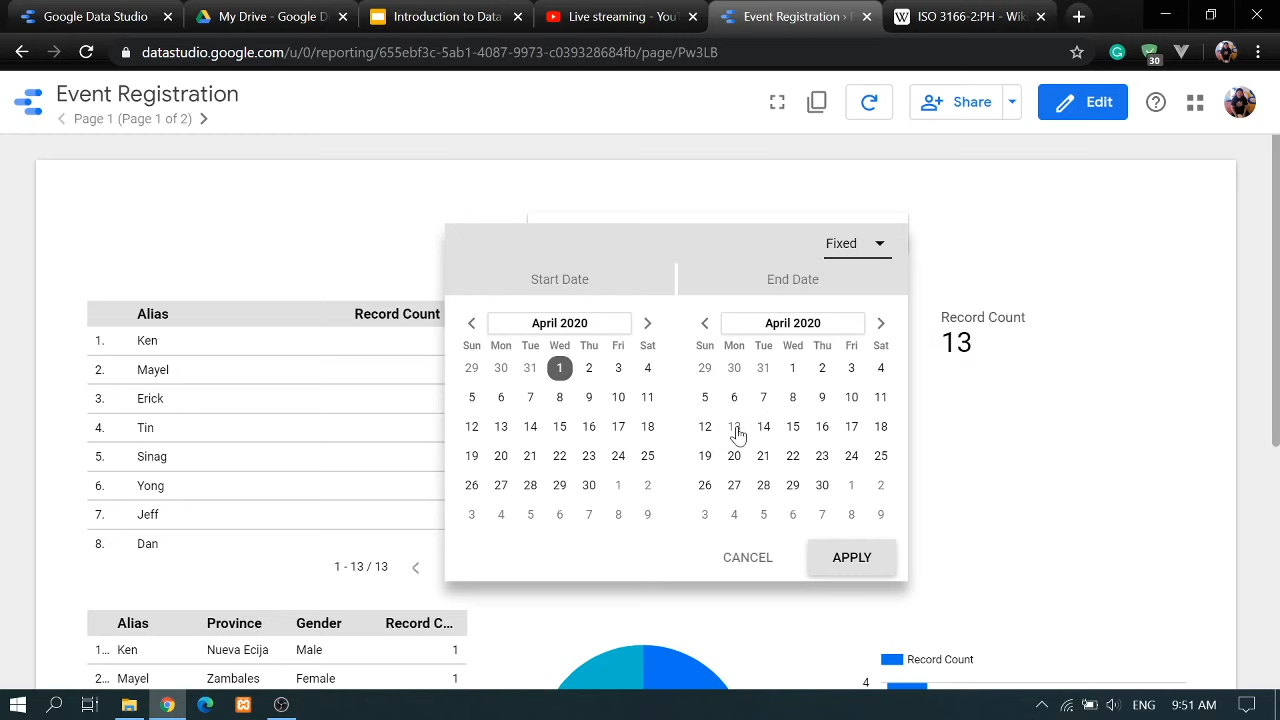 Google Data Studio
My Drive - Google D
Introduction to Data
Live streaming - YouT
Event Registration ›
ISO 3166-2:PH - Wiki
datastudio.google.com/u/0/reporting/655ebf3c-5ab1-4087-9973-c039328684fb/page/Pw3LB
30
Event Registration
Page 1 (Page 1 of 2)
Share
Edit
Fixed
Start Date
End Date
April 2020
April 2020
Sun Mon Tue Wed Thu Fri Sat
Sun Mon Tue Wed Thu Fri Sat
29 30 31 1 2 3 4
29 30 31 1 2 3 4
5 6 7 8 9 10 11
5 6 7 8 9 10 11
12 13 14 15 16 17 18
12 13 14 15 16 17 18
19 20 21 22 23 24 25
19 20 21 22 23 24 25
26 27 28 29 30 1 2
26 27 28 29 30 1 2
3 4 5 6 7 8 9
3 4 5 6 7 8 9
CANCEL
APPLY
Alias Record Count
1. Ken
2. Mayel
3. Erick
4. Tin
5. Sinag
6. Yong
7. Jeff
8. Dan
1 - 13 / 13
Record Count
13
Alias Province Gender Record C...
1... Ken Nueva Ecija Male 1
2... Mayel Zambales Female 1
Record Count
4
ENG
9:51 AM